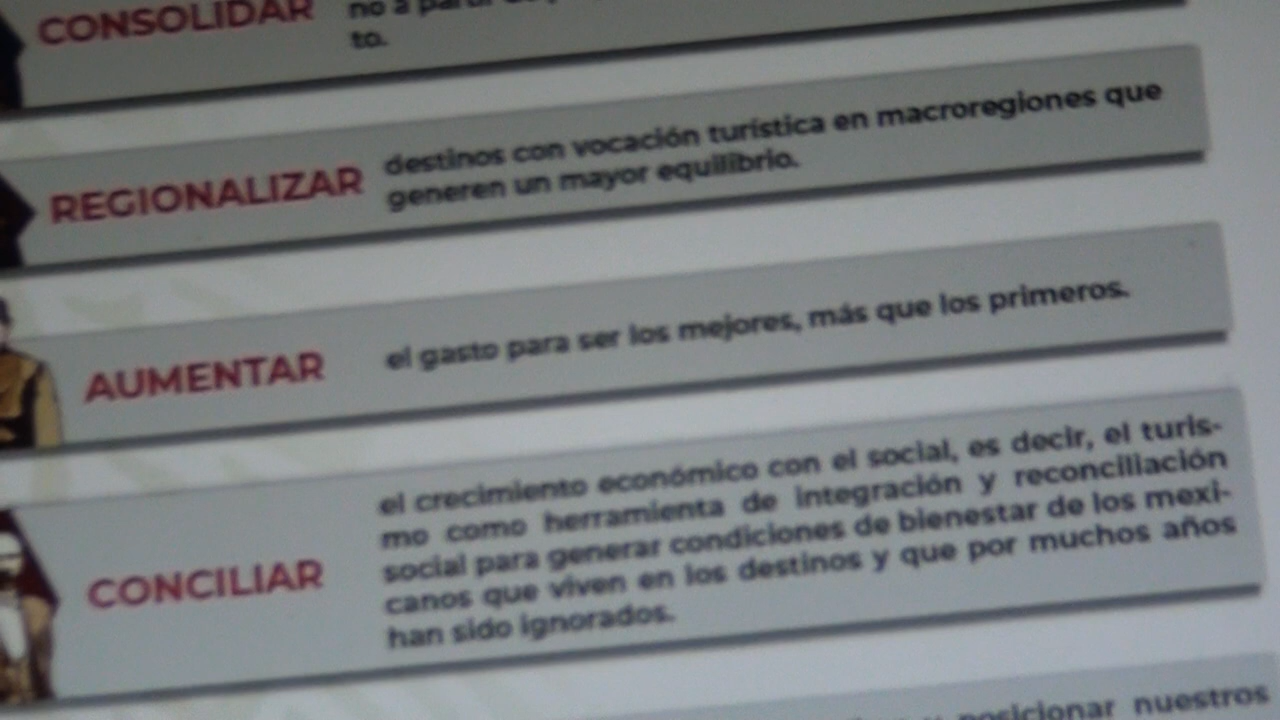 CONSOLIDAR
no a partir
to.
REGIONALIZAR
destinos con vocación turística en macroregiones que
generen un mayor equilibrio.
AUMENTAR
el gasto para ser los mejores, más que los primeros.
CONCILIAR
el crecimiento económico con el social, es decir, el turis-
mo como herramienta de integración y reconciliación
social para generar condiciones de bienestar de los mexi-
canos que viven en los destinos y que por muchos años
han sido ignorados.
y posicionar nuestros